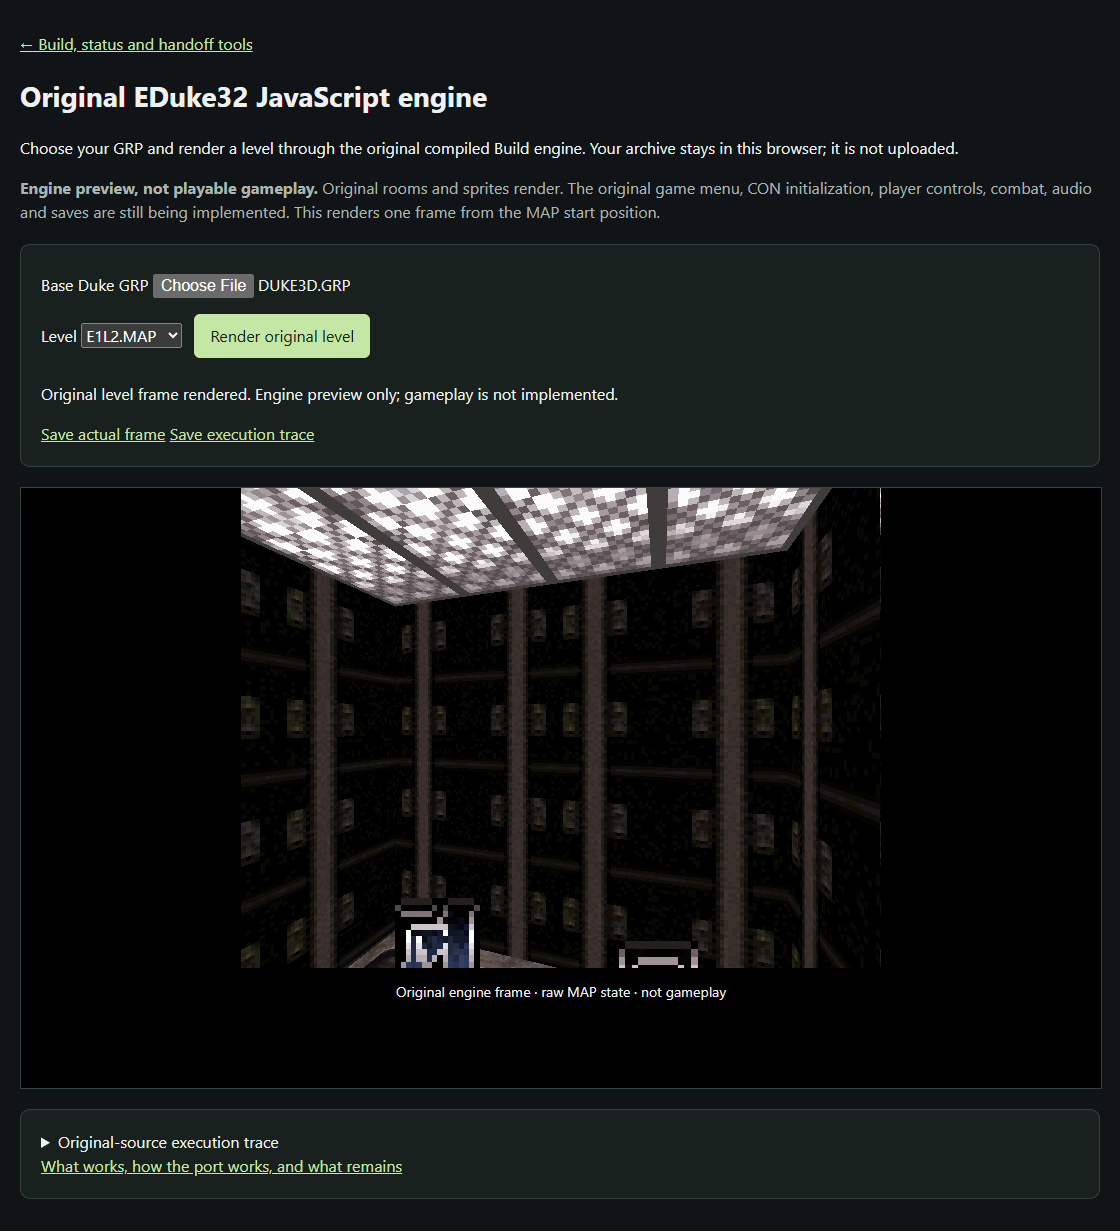 ← Build, status and handoff tools
Original EDuke32 JavaScript engine
Choose your GRP and render a level through the original compiled Build engine. Your archive stays in this browser; it is not uploaded.
Engine preview, not playable gameplay. Original rooms and sprites render. The original game menu, CON initialization, player controls, combat, audio
and saves are still being implemented. This renders one frame from the MAP start position.
Base Duke GRP Choose File DUKE3D.GRP
Level E1L2.MAP Render original level
Original level frame rendered. Engine preview only; gameplay is not implemented.
Save actual frame Save execution trace
Original engine frame · raw MAP state · not gameplay
▶ Original-source execution trace
What works, how the port works, and what remains